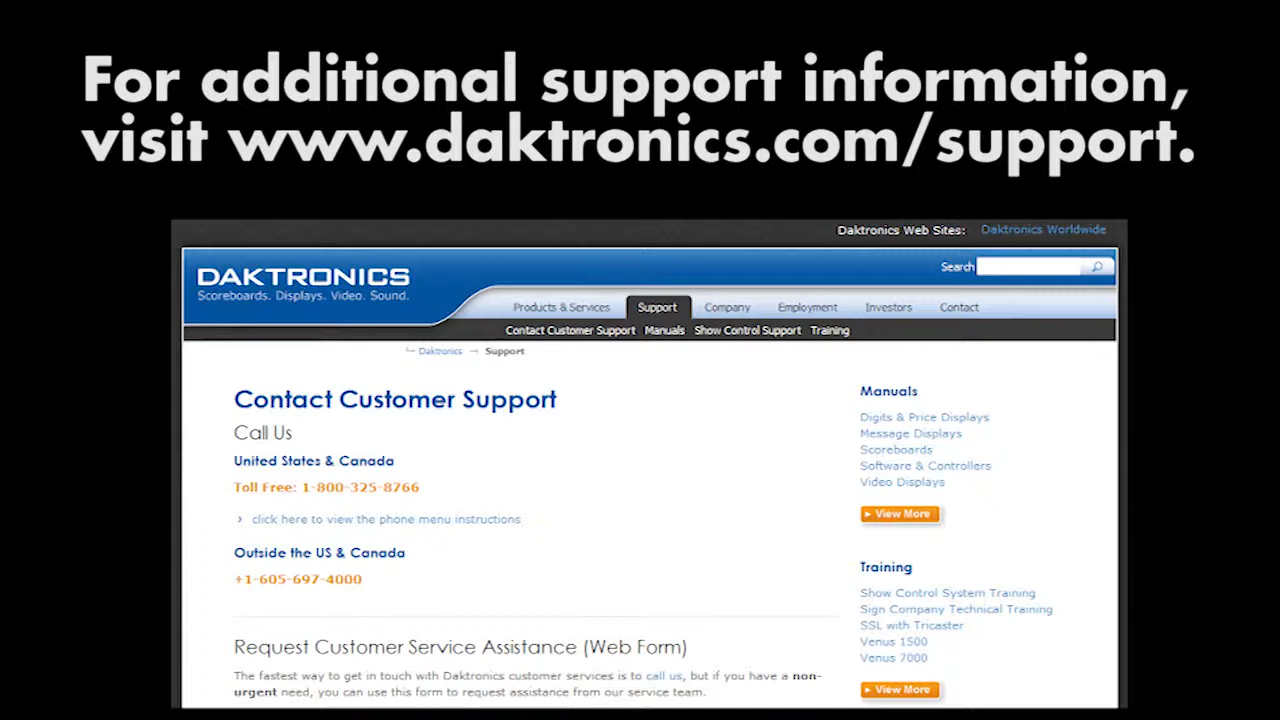 For additional support information,
visit www.daktronics.com/support.
Daktronics Web Sites: Daktronics Worldwide
DAKTRONICS
Scoreboards. Displays. Video. Sound.
Search
Products & Services Support Company Employment Investors Contact
Contact Customer Support Manuals Show Control Support Training
Daktronics → Support
Contact Customer Support
Call Us
United States & Canada
Toll Free: 1-800-325-8766
› click here to view the phone menu instructions
Outside the US & Canada
+1-605-697-4000
Request Customer Service Assistance (Web Form)
The fastest way to get in touch with Daktronics customer services is to call us, but if you have a non-
urgent need, you can use this form to request assistance from our service team.
Manuals
Digits & Price Displays
Message Displays
Scoreboards
Software & Controllers
Video Displays
View More
Training
Show Control System Training
Sign Company Technical Training
SSL with Tricaster
Venus 1500
Venus 7000
View More